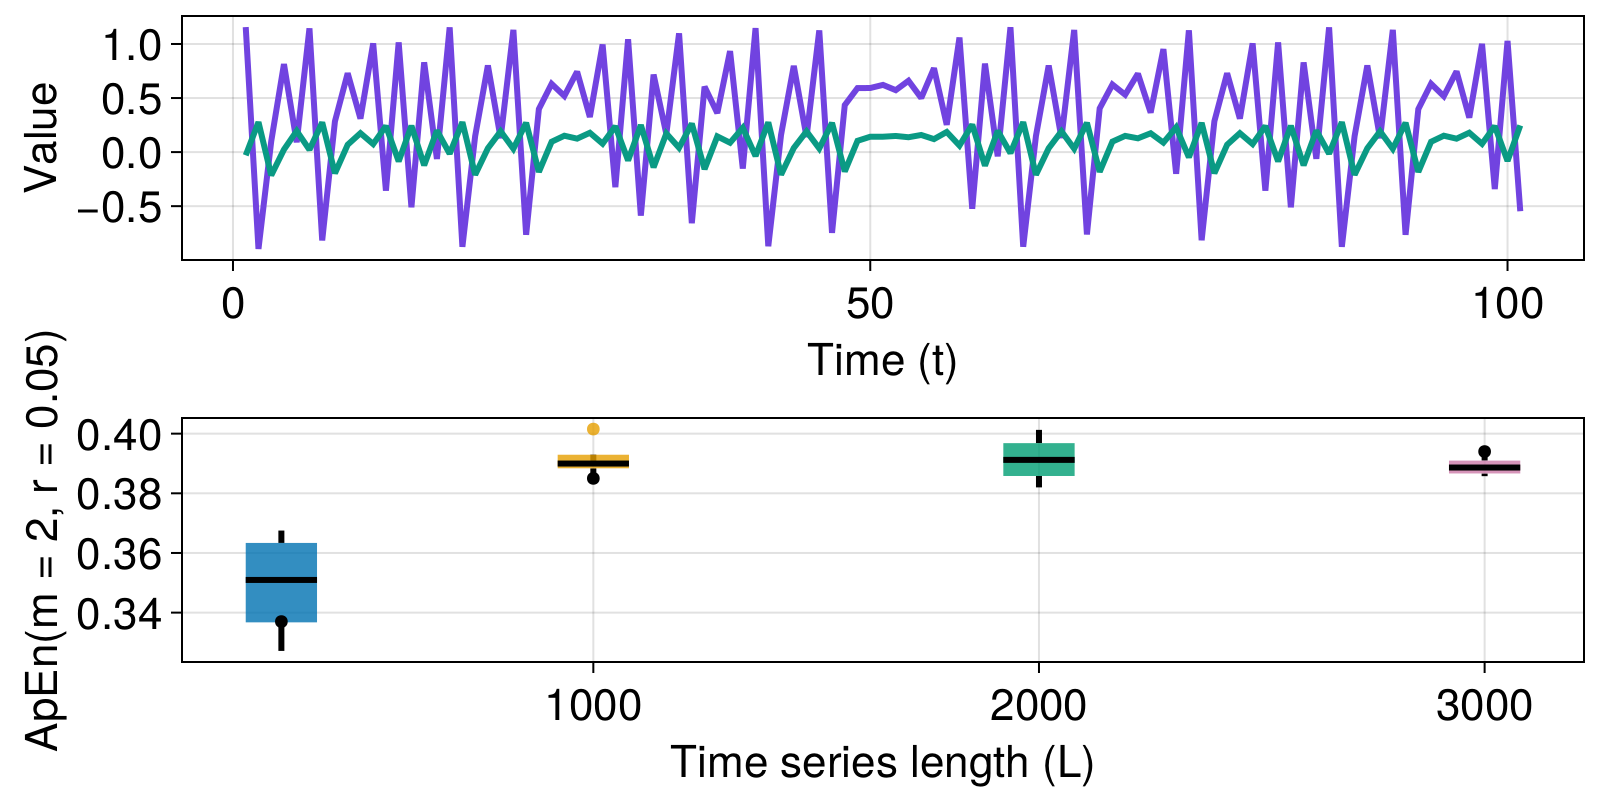 Value
1.0
0.5
0.0
−0.5
0 50 100
Time (t)
ApEn(m = 2, r = 0.05)
0.40
0.38
0.36
0.34
1000 2000 3000
Time series length (L)